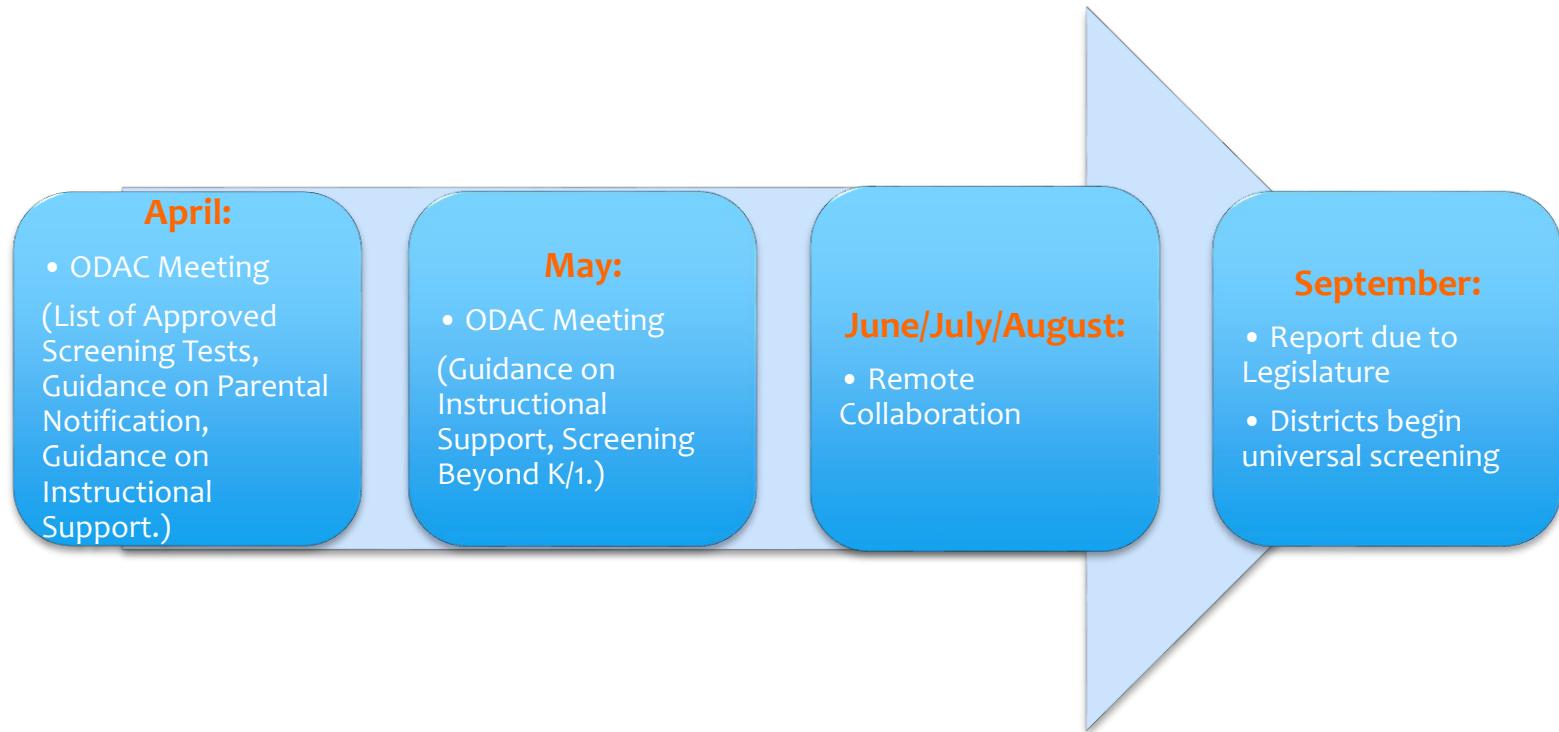 April:
• ODAC Meeting
(List of Approved
Screening Tests,
Guidance on Parental
Notification,
Guidance on
Instructional
Support.)
May:
• ODAC Meeting
(Guidance on
Instructional
Support, Screening
Beyond K/1.)
June/July/August:
• Remote
Collaboration
September:
• Report due to
Legislature
• Districts begin
universal screening